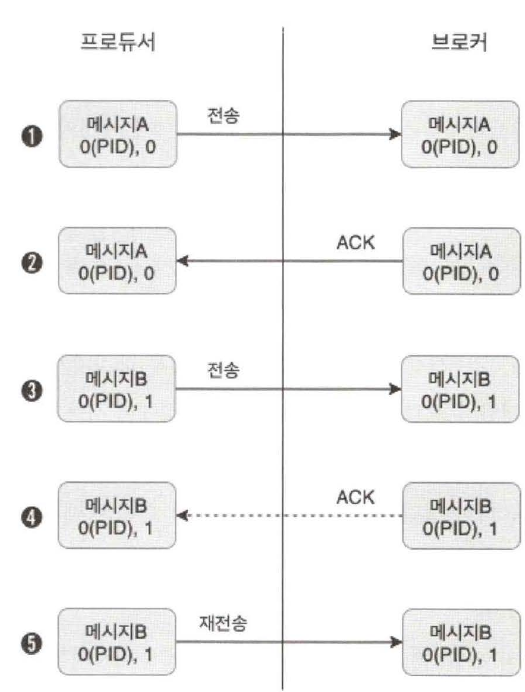 프로듀서
브로커
❶
메시지A
0(PID), 0
전송
메시지A
0(PID), 0
❷
메시지A
0(PID), 0
ACK
메시지A
0(PID), 0
❸
메시지B
0(PID), 1
전송
메시지B
0(PID), 1
❹
메시지B
0(PID), 1
ACK
메시지B
0(PID), 1
❺
메시지B
0(PID), 1
재전송
메시지B
0(PID), 1